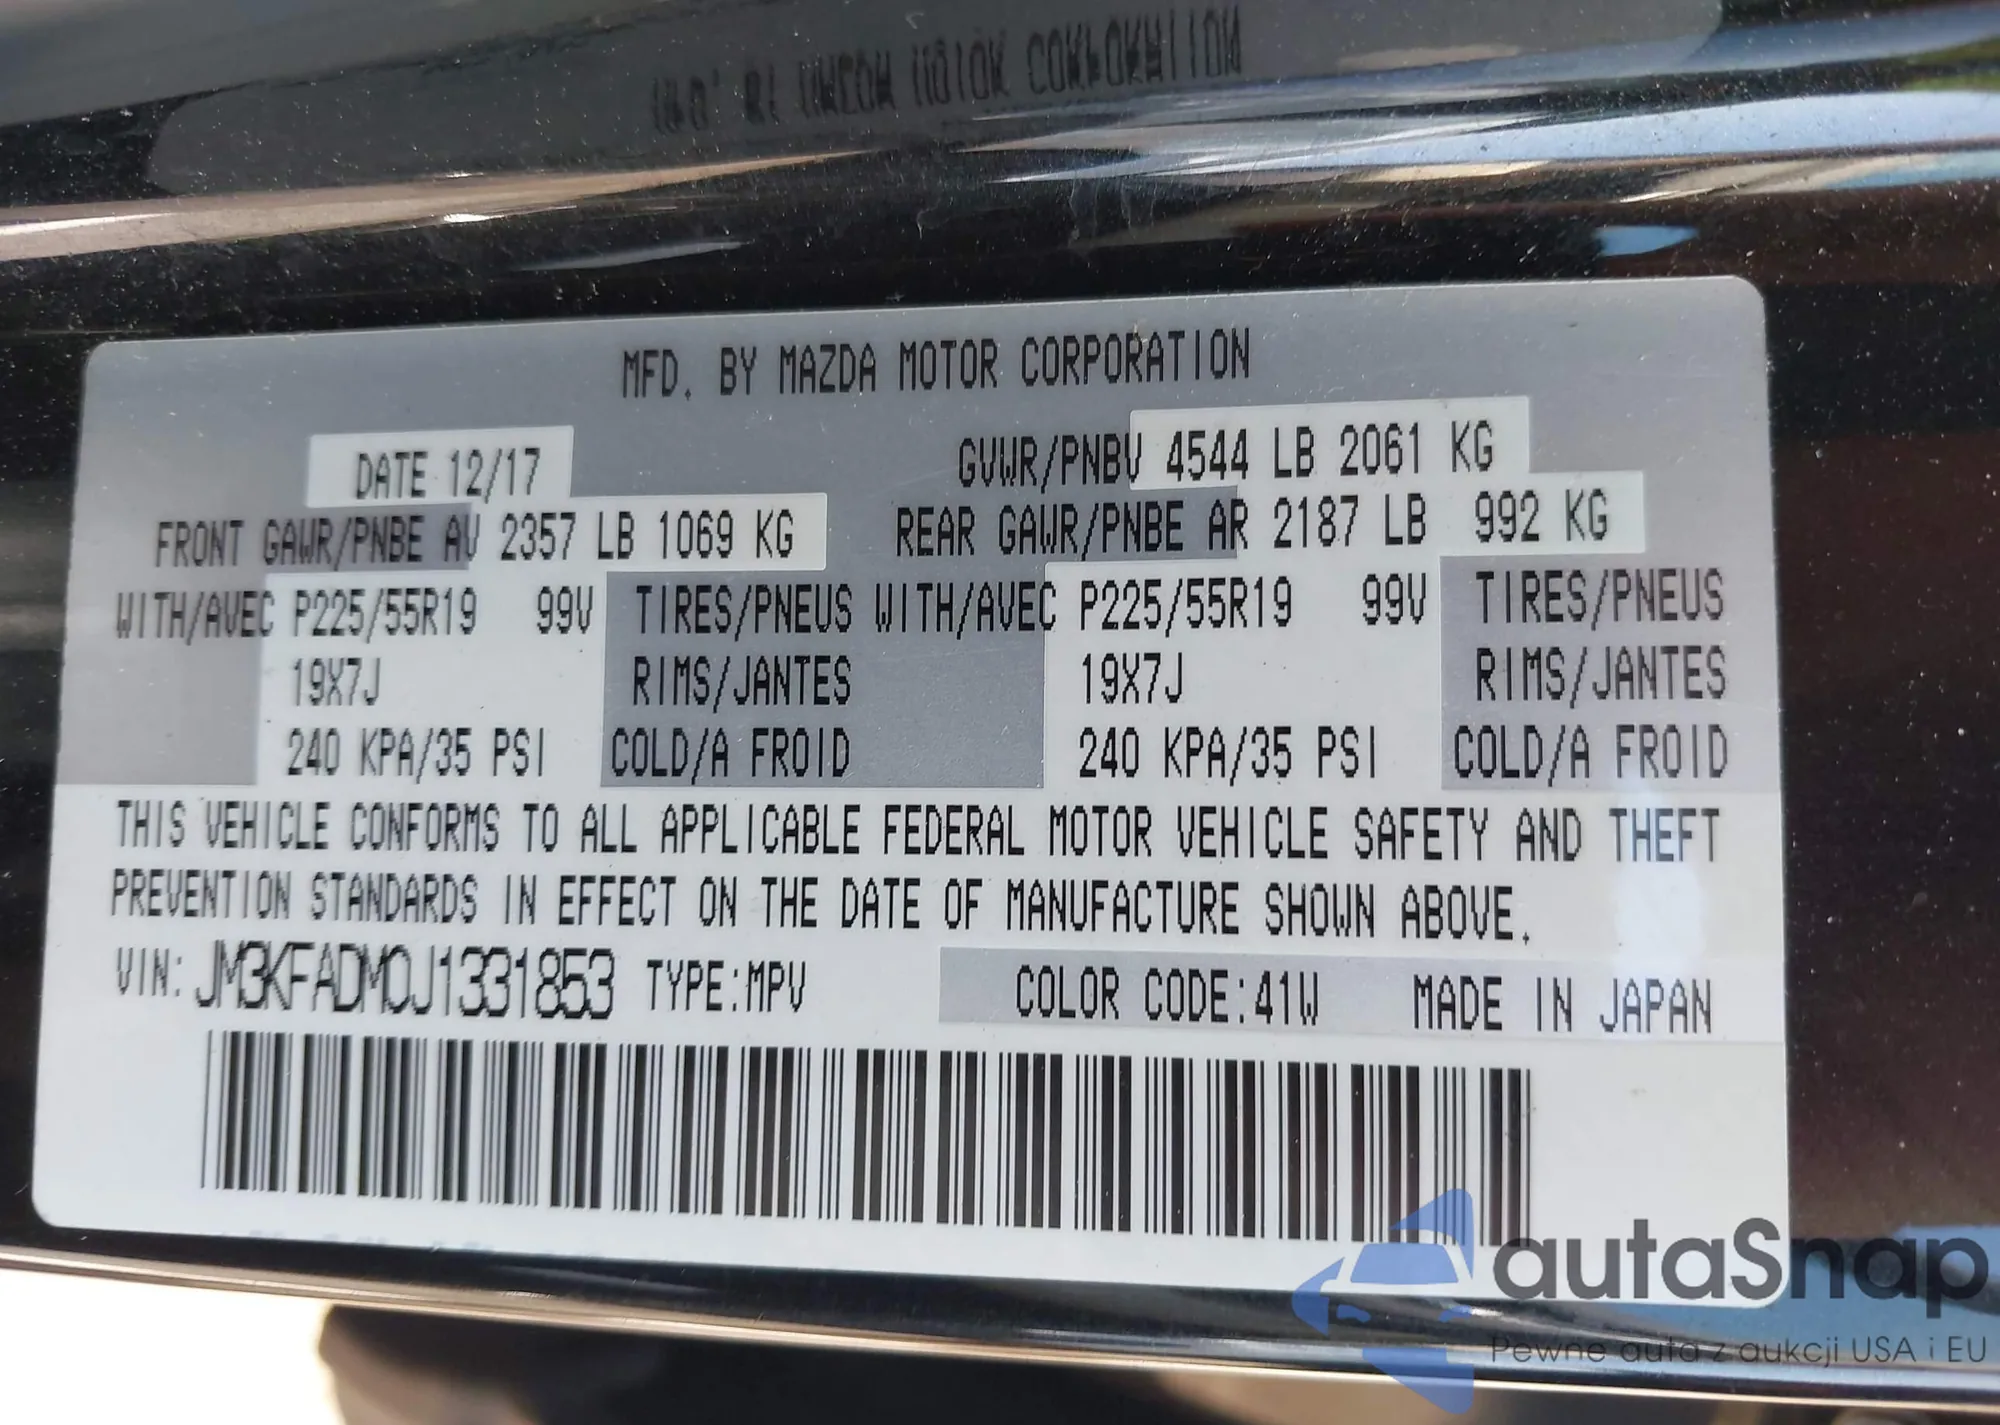 MFD. BY MAZDA MOTOR CORPORATION
DATE 12/17 GVWR/PNBV 4544 LB 2061 KG
FRONT GAWR/PNBE AV 2357 LB 1069 KG REAR GAWR/PNBE AR 2187 LB 992 KG
WITH/AVEC P225/55R19 99V TIRES/PNEUS WITH/AVEC P225/55R19 99V TIRES/PNEUS
19X7J RIMS/JANTES 19X7J RIMS/JANTES
240 KPA/35 PSI COLD/A FROID 240 KPA/35 PSI COLD/A FROID
THIS VEHICLE CONFORMS TO ALL APPLICABLE FEDERAL MOTOR VEHICLE SAFETY AND THEFT
PREVENTION STANDARDS IN EFFECT ON THE DATE OF MANUFACTURE SHOWN ABOVE.
VIN: JM3KFADM0J1331853 TYPE:MPV COLOR CODE:41W MADE IN JAPAN
autaSnap
Pewne auta z aukcji USA i EU